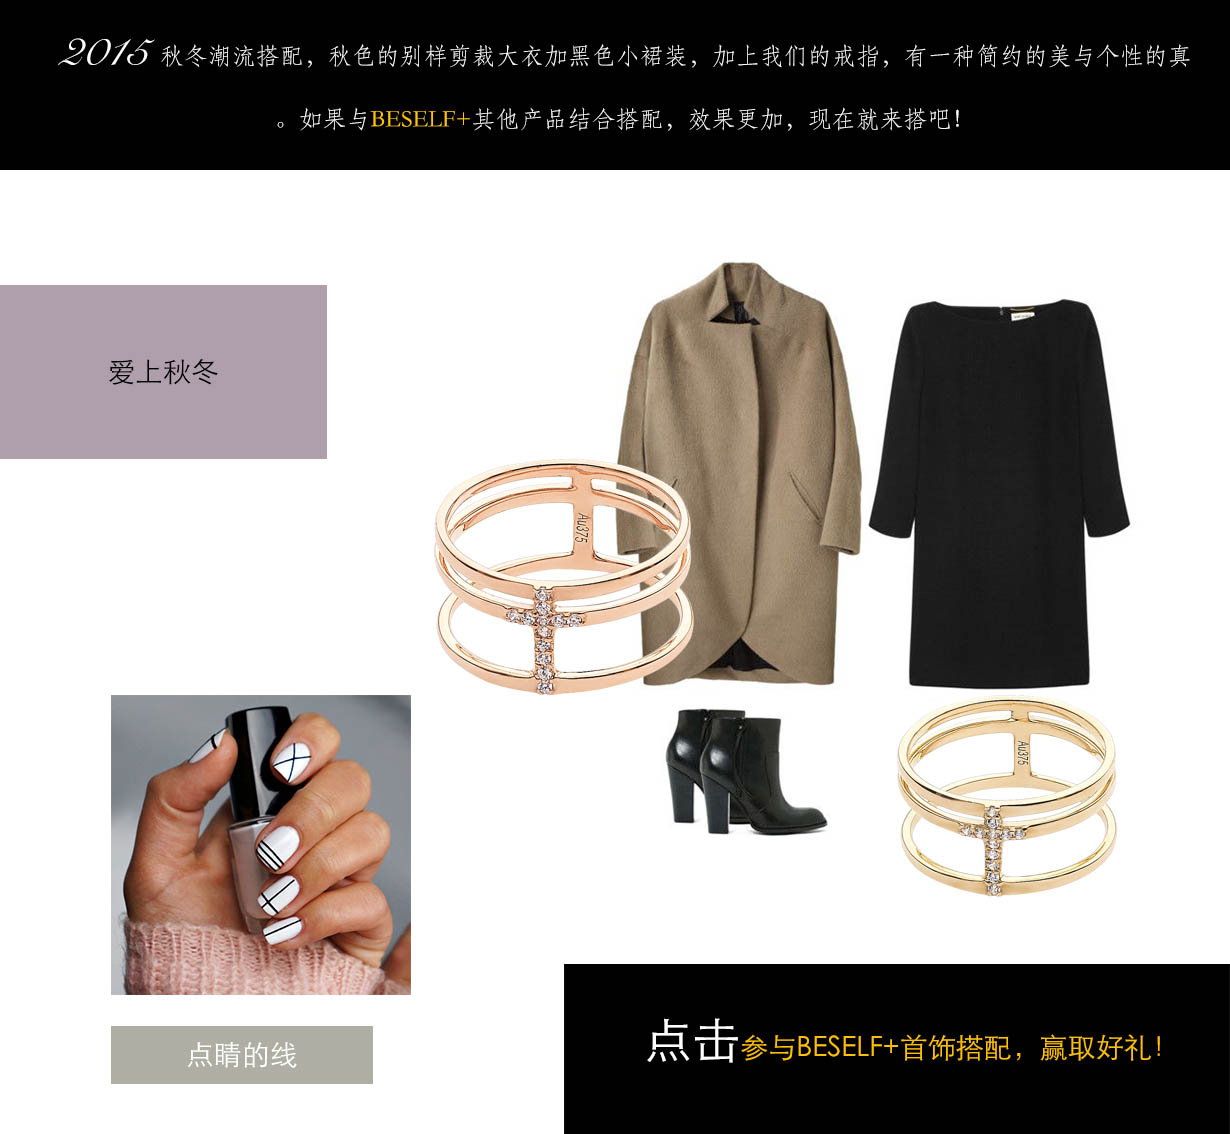 2015 秋冬潮流搭配，秋色的别样剪裁大衣加黑色小裙装，加上我们的戒指，有一种简约的美与个性的真
。如果与BESELF+其他产品结合搭配，效果更加，现在就来搭吧！
爱上秋冬
Au375
Au375
点睛的线
点击参与BESELF+首饰搭配，赢取好礼！